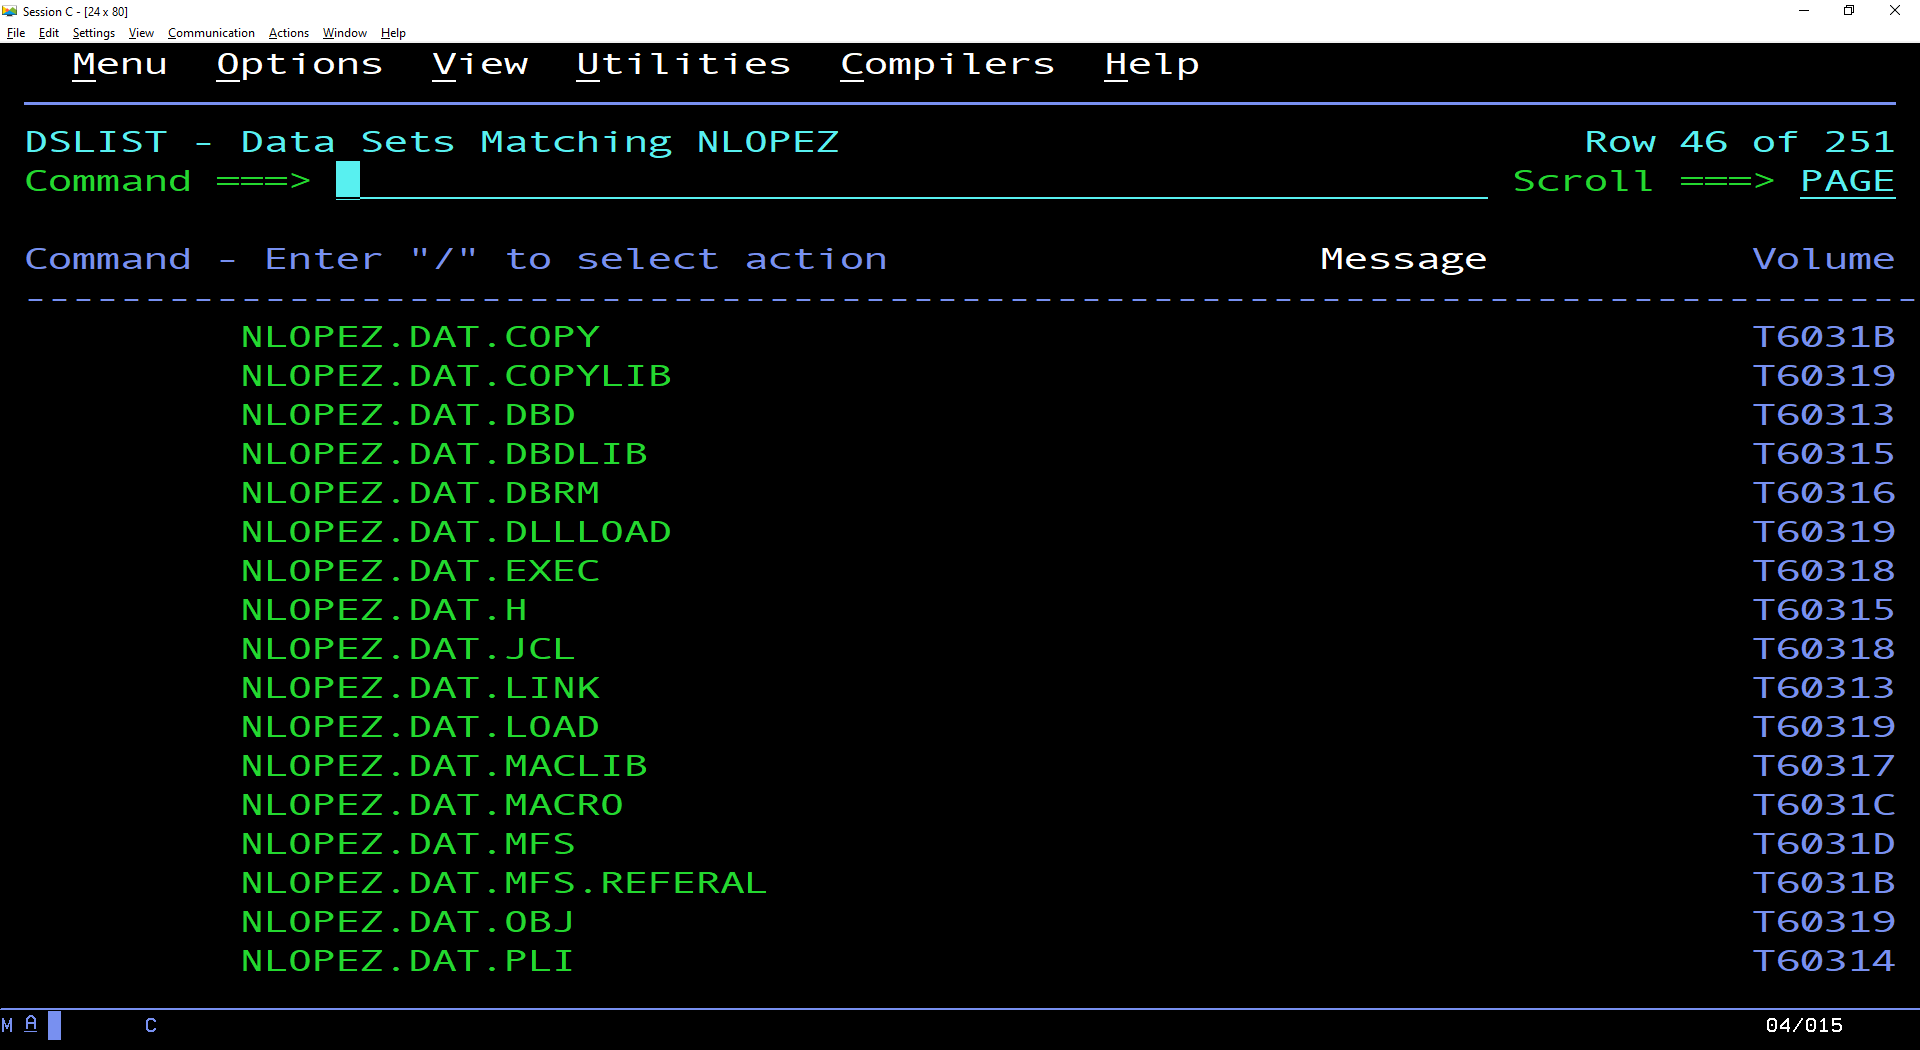 Session C - [24 x 80]
File Edit Settings View Communication Actions Window Help
Menu Options View Utilities Compilers Help
DSLIST - Data Sets Matching NLOPEZ Row 46 of 251
Command ===> Scroll ===> PAGE
Command - Enter "/" to select action Message Volume
-------------------------------------------------------------------------------
NLOPEZ.DAT.COPY T6031B
NLOPEZ.DAT.COPYLIB T60319
NLOPEZ.DAT.DBD T60313
NLOPEZ.DAT.DBDLIB T60315
NLOPEZ.DAT.DBRM T60316
NLOPEZ.DAT.DLLLOAD T60319
NLOPEZ.DAT.EXEC T60318
NLOPEZ.DAT.H T60315
NLOPEZ.DAT.JCL T60318
NLOPEZ.DAT.LINK T60313
NLOPEZ.DAT.LOAD T60319
NLOPEZ.DAT.MACLIB T60317
NLOPEZ.DAT.MACRO T6031C
NLOPEZ.DAT.MFS T6031D
NLOPEZ.DAT.MFS.REFERAL T6031B
NLOPEZ.DAT.OBJ T60319
NLOPEZ.DAT.PLI T60314
M A C 04/015